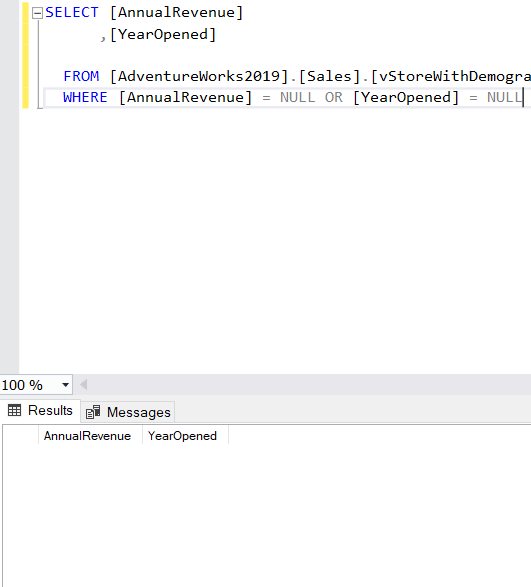 SELECT [AnnualRevenue]
,[YearOpened]
FROM [AdventureWorks2019].[Sales].[vStoreWithDemogra
WHERE [AnnualRevenue] = NULL OR [YearOpened] = NULL
100 %
Results Messages
AnnualRevenue YearOpened